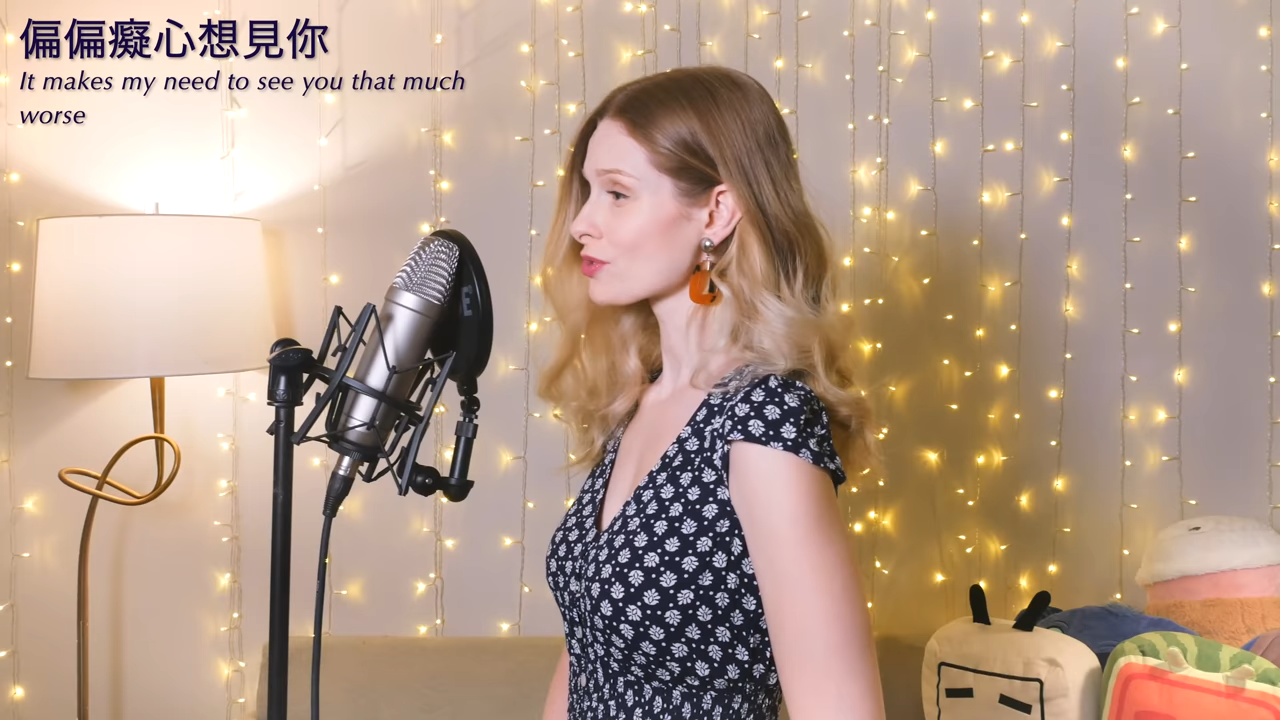 偏偏癡心想見你
It makes my need to see you that much
worse